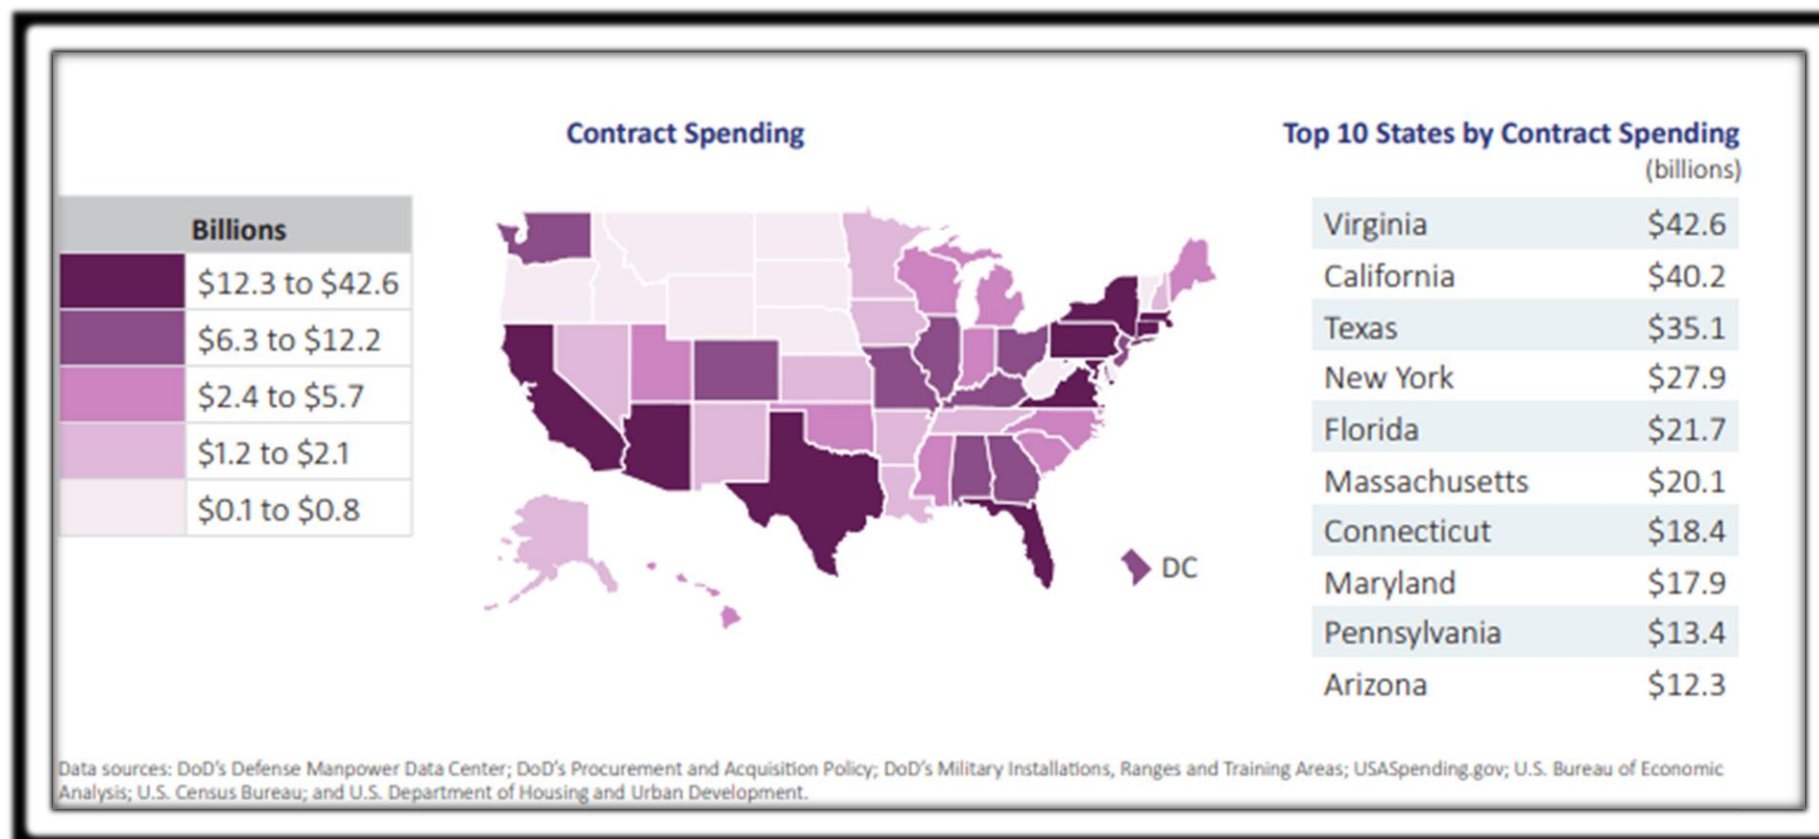 Contract Spending
Billions
$12.3 to $42.6
$6.3 to $12.2
$2.4 to $5.7
$1.2 to $2.1
$0.1 to $0.8
DC
Top 10 States by Contract Spending
(billions)
Virginia $42.6
California $40.2
Texas $35.1
New York $27.9
Florida $21.7
Massachusetts $20.1
Connecticut $18.4
Maryland $17.9
Pennsylvania $13.4
Arizona $12.3
Data sources: DoD's Defense Manpower Data Center; DoD's Procurement and Acquisition Policy; DoD's Military Installations, Ranges and Training Areas; USASpending.gov; U.S. Bureau of Economic
Analysis; U.S. Census Bureau; and U.S. Department of Housing and Urban Development.